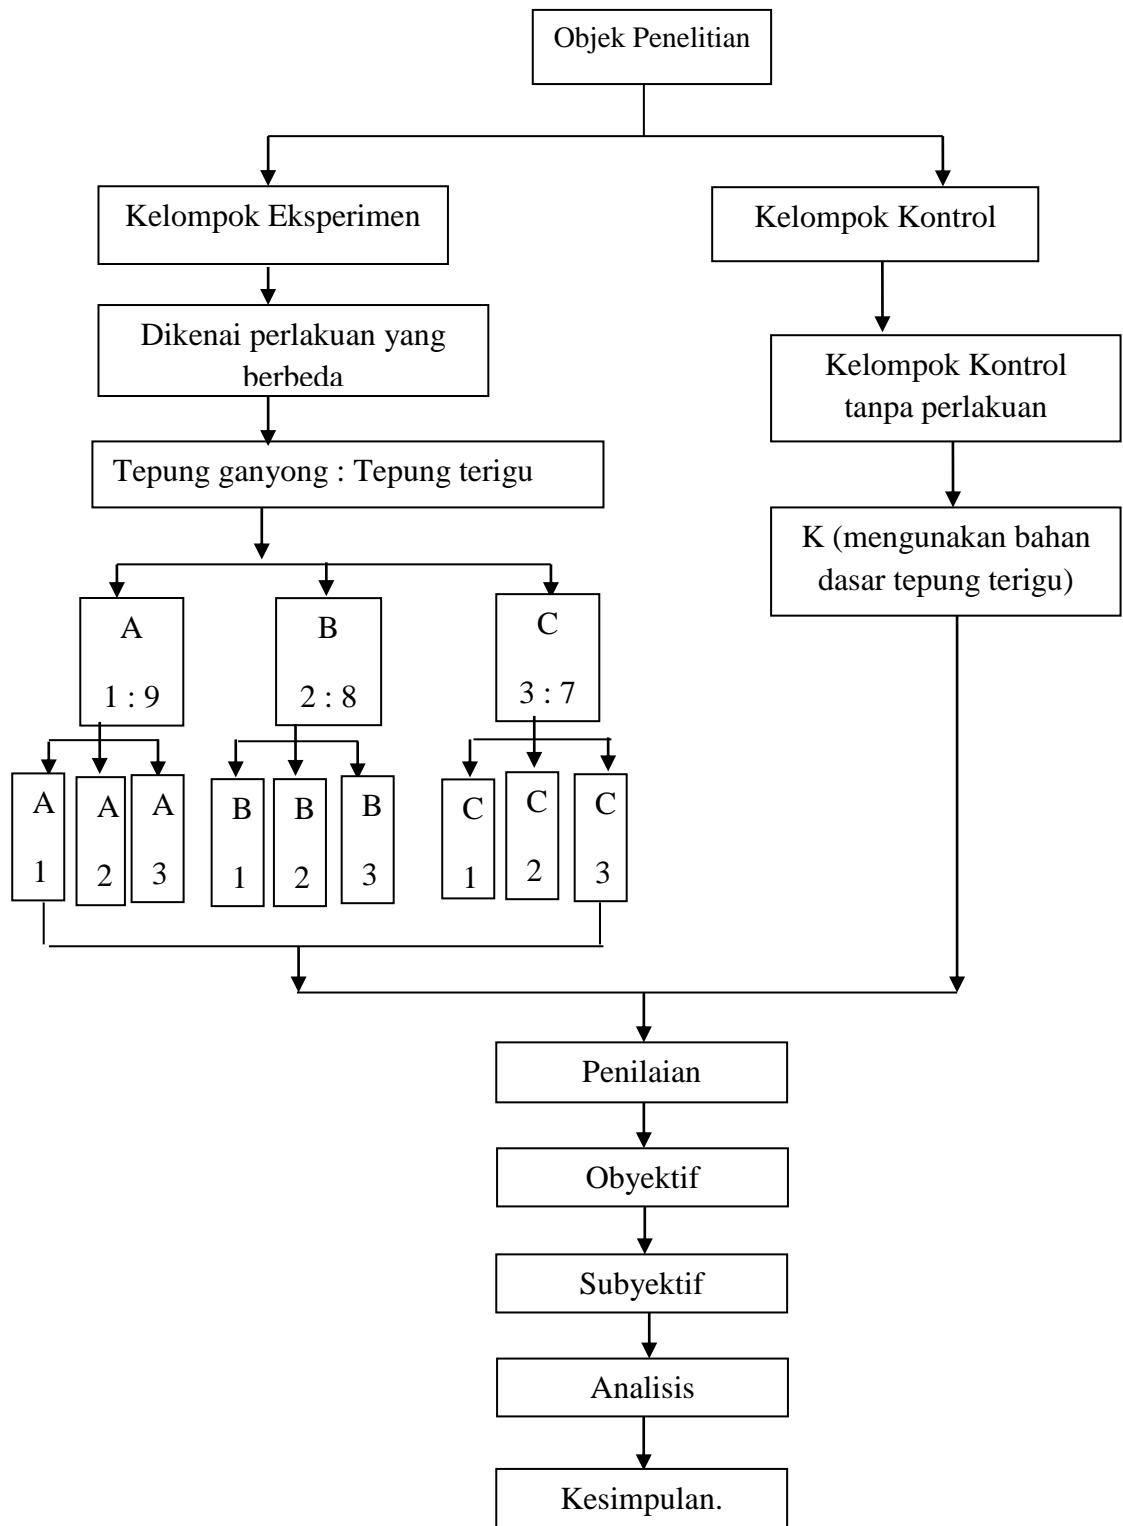 Objek Penelitian
Kelompok Eksperimen
Kelompok Kontrol
Dikenai perlakuan yang
berbeda
Kelompok Kontrol
tanpa perlakuan
Tepung ganyong : Tepung terigu
K (mengunakan bahan
dasar tepung terigu)
A
1 : 9
B
2 : 8
C
3 : 7
A
1
A
2
A
3
B
1
B
2
B
3
C
1
C
2
C
3
Penilaian
Obyektif
Subyektif
Analisis
Kesimpulan.